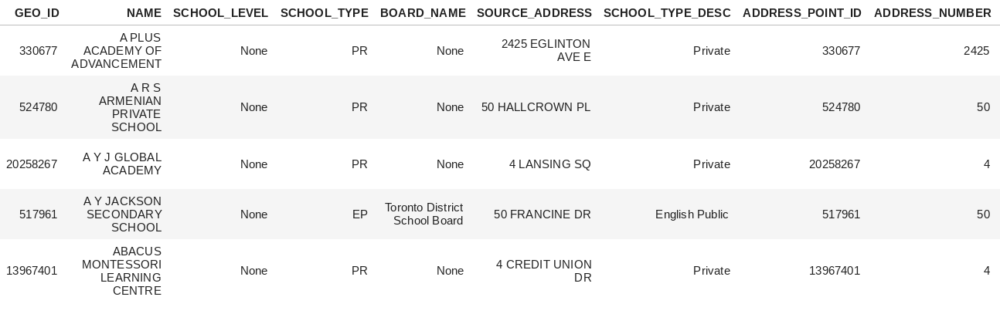 GEO_ID NAME SCHOOL_LEVEL SCHOOL_TYPE BOARD_NAME SOURCE_ADDRESS SCHOOL_TYPE_DESC ADDRESS_POINT_ID ADDRESS_NUMBER
330677 A PLUS ACADEMY OF ADVANCEMENT None PR None 2425 EGLINTON AVE E Private 330677 2425
524780 A R S ARMENIAN PRIVATE SCHOOL None PR None 50 HALLCROWN PL Private 524780 50
20258267 A Y J GLOBAL ACADEMY None PR None 4 LANSING SQ Private 20258267 4
517961 A Y JACKSON SECONDARY SCHOOL None EP Toronto District School Board 50 FRANCINE DR English Public 517961 50
13967401 ABACUS MONTESSORI LEARNING CENTRE None PR None 4 CREDIT UNION DR Private 13967401 4